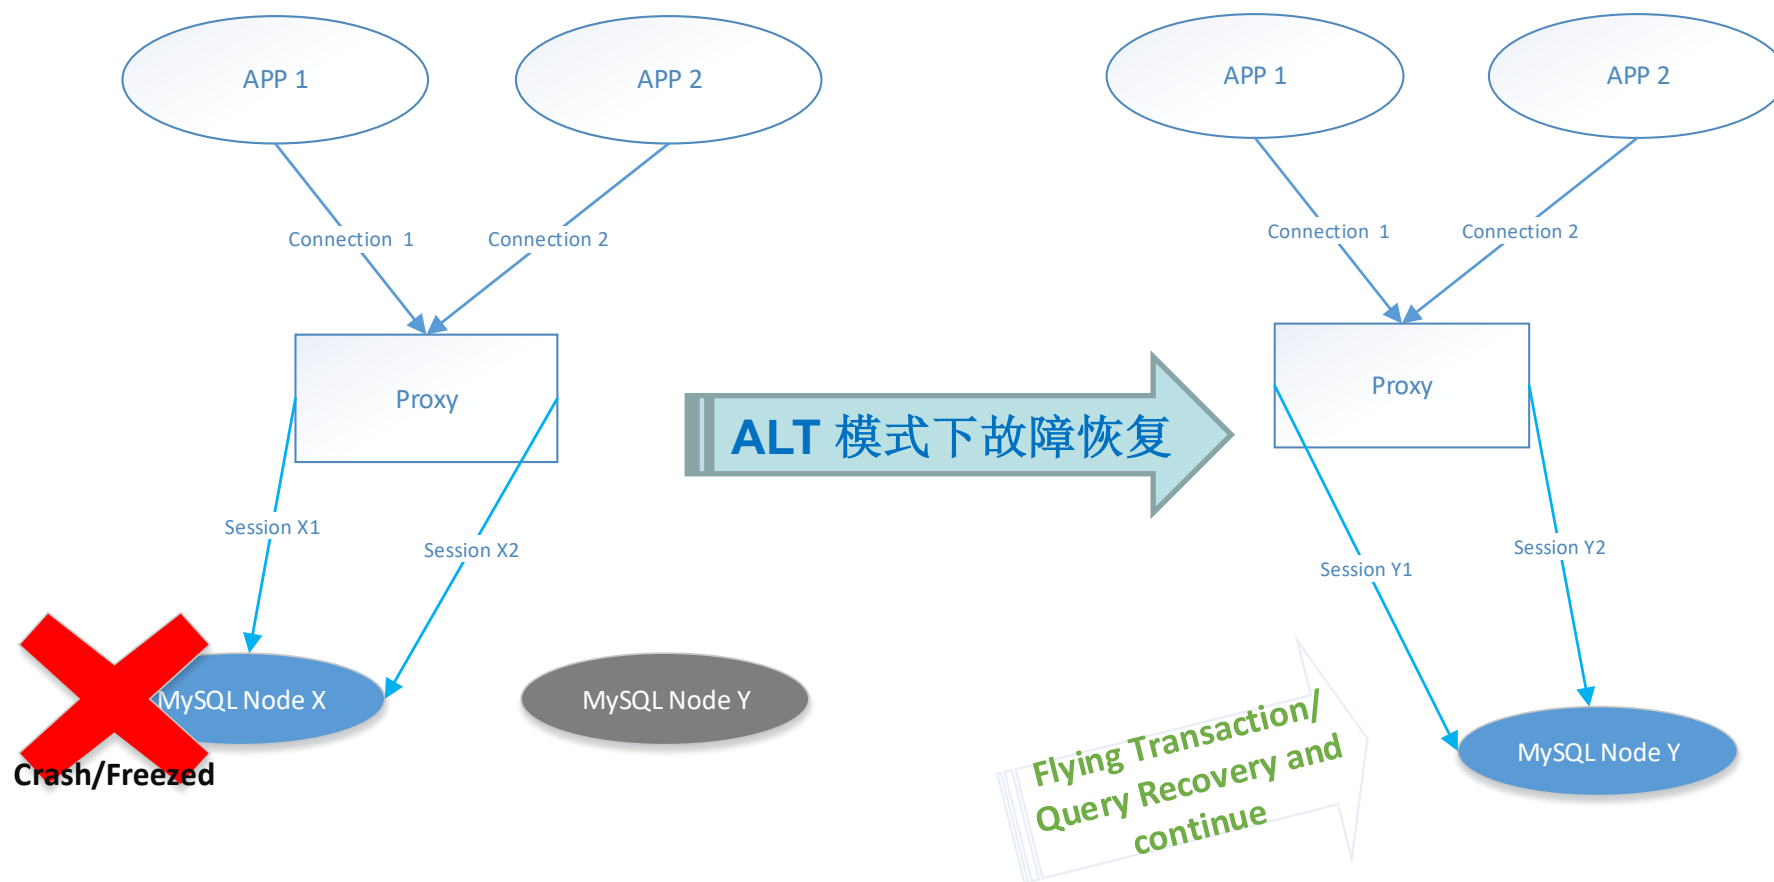 APP 1
APP 2
Connection 1
Connection 2
Proxy
Session X1
Session X2
MySQL Node X
MySQL Node Y
Crash/Freezed
ALT 模式下故障恢复
APP 1
APP 2
Connection 1
Connection 2
Proxy
Session Y1
Session Y2
MySQL Node Y
Flying Transaction/
Query Recovery and
continue